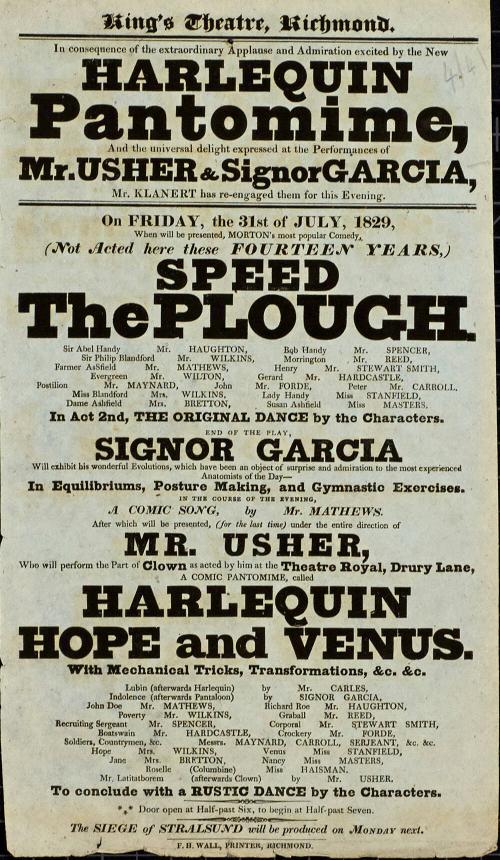 King's Theatre, Richmond.
In consequence of the extraordinary Applause and Admiration excited by the New
HARLEQUIN
Pantomime,
And the universal delight expressed at the Performances of
Mr. USHER & Signor GARCIA,
Mr. KLANERT has re-engaged them for this Evening.
On FRIDAY, the 31st of JULY, 1829,
When will be presented, MORTON's most popular Comedy,
(Not Acted here these FOURTEEN YEARS,)
SPEED
The PLOUGH.
Sir Abel Handy Mr. HAUGHTON, Bob Handy Mr. SPENCER,
Sir Philip Blandford Mr. WILKINS, Morrington Mr. REED,
Farmer Ashfield Mr. MATHEWS, Henry Mr. STEWART SMITH,
Evergreen Mr. WILTON, Gerard Mr. HARDCASTLE,
Postilion Mr. MAYNARD, John Mr. FORDE, Peter Mr. CARROLL.
Miss Blandford Mrs. WILKINS, Lady Handy Miss STANFIELD,
Dame Ashfield Mrs. BRETTON, Susan Ashfield Miss MASTERS.
In Act 2nd, THE ORIGINAL DANCE by the Characters.
END OF THE PLAY,
SIGNOR GARCIA
Will exhibit his wonderful Evolutions, which have been an object of surprise and admiration to the most experienced
Anatomists of the Day—
In Equilibriums, Posture Making, and Gymnastic Exercises.
IN THE COURSE OF THE EVENING,
A COMIC SONG, by Mr. MATHEWS.
After which will be presented, (for the last time) under the entire direction of
MR. USHER,
Who will perform the Part of Clown as acted by him at the Theatre Royal, Drury Lane,
A COMIC PANTOMIME, called
HARLEQUIN
HOPE and VENUS.
With Mechanical Tricks, Transformations, &c. &c.
Lubin (afterwards Harlequin) by Mr. CARLES,
Indolence (afterwards Pantaloon) by SIGNOR GARCIA,
John Doe Mr. MATHEWS, Richard Roe Mr. HAUGHTON,
Poverty Mr. WILKINS, Graball Mr. REED,
Recruiting Sergeant Mr. SPENCER, Corporal Mr. STEWART SMITH,
Boatswain Mr. HARDCASTLE, Crockery Mr. FORDE,
Soldiers, Countrymen, &c. Messrs. MAYNARD, CARROLL, SERJEANT, &c. &c.
Hope Mrs. WILKINS, Venus Miss STANFIELD,
Jane Mrs. BRETTON, Nancy Miss MASTERS,
Roselle (Columbine) Miss HAISMAN.
Mr. Latitatborem (afterwards Clown) by Mr. USHER.
To conclude with a RUSTIC DANCE by the Characters.
*** Door open at Half-past Six, to begin at Half-past Seven.
The SIEGE of STRALSUND will be produced on MONDAY next.
F. H. WALL, PRINTER, RICHMOND.